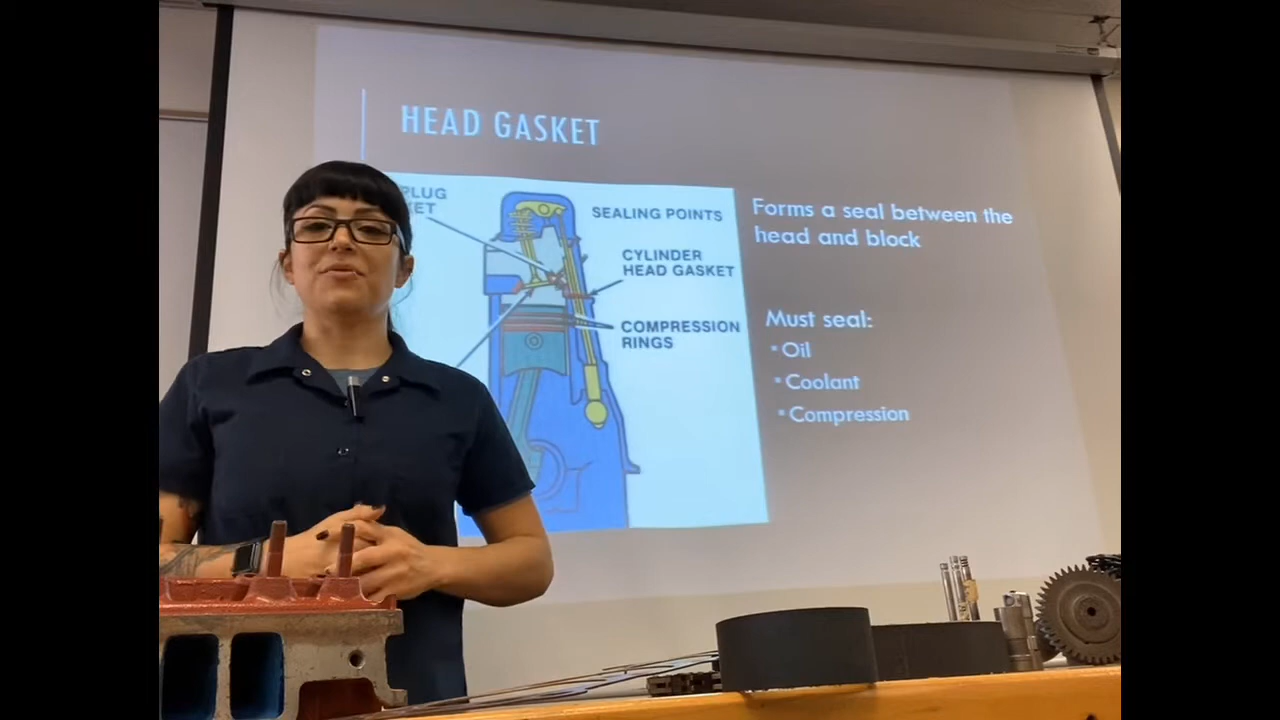 HEAD GASKET
PLUG
SEALING POINTS
CYLINDER
HEAD GASKET
COMPRESSION
RINGS
Forms a seal between the
head and block
Must seal:
▪ Oil
▪ Coolant
▪ Compression